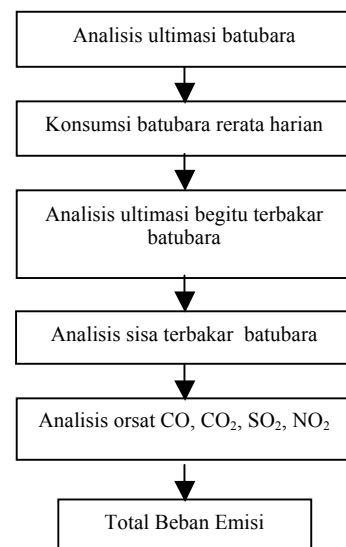 Analisis ultimasi batubara
Konsumsi batubara rerata harian
Analisis ultimasi begitu terbakar
batubara
Analisis sisa terbakar batubara
Analisis orsat CO, CO₂, SO₂, NO₂
Total Beban Emisi